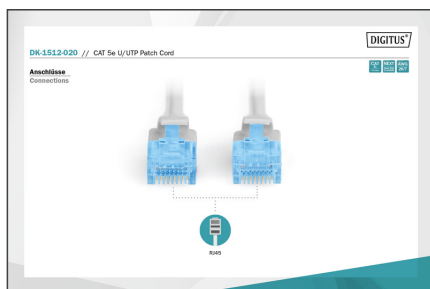 DIGITUS®
DK-1512-020 // CAT 5e U/UTP Patch Cord
Anschlüsse
Connections
RJ45